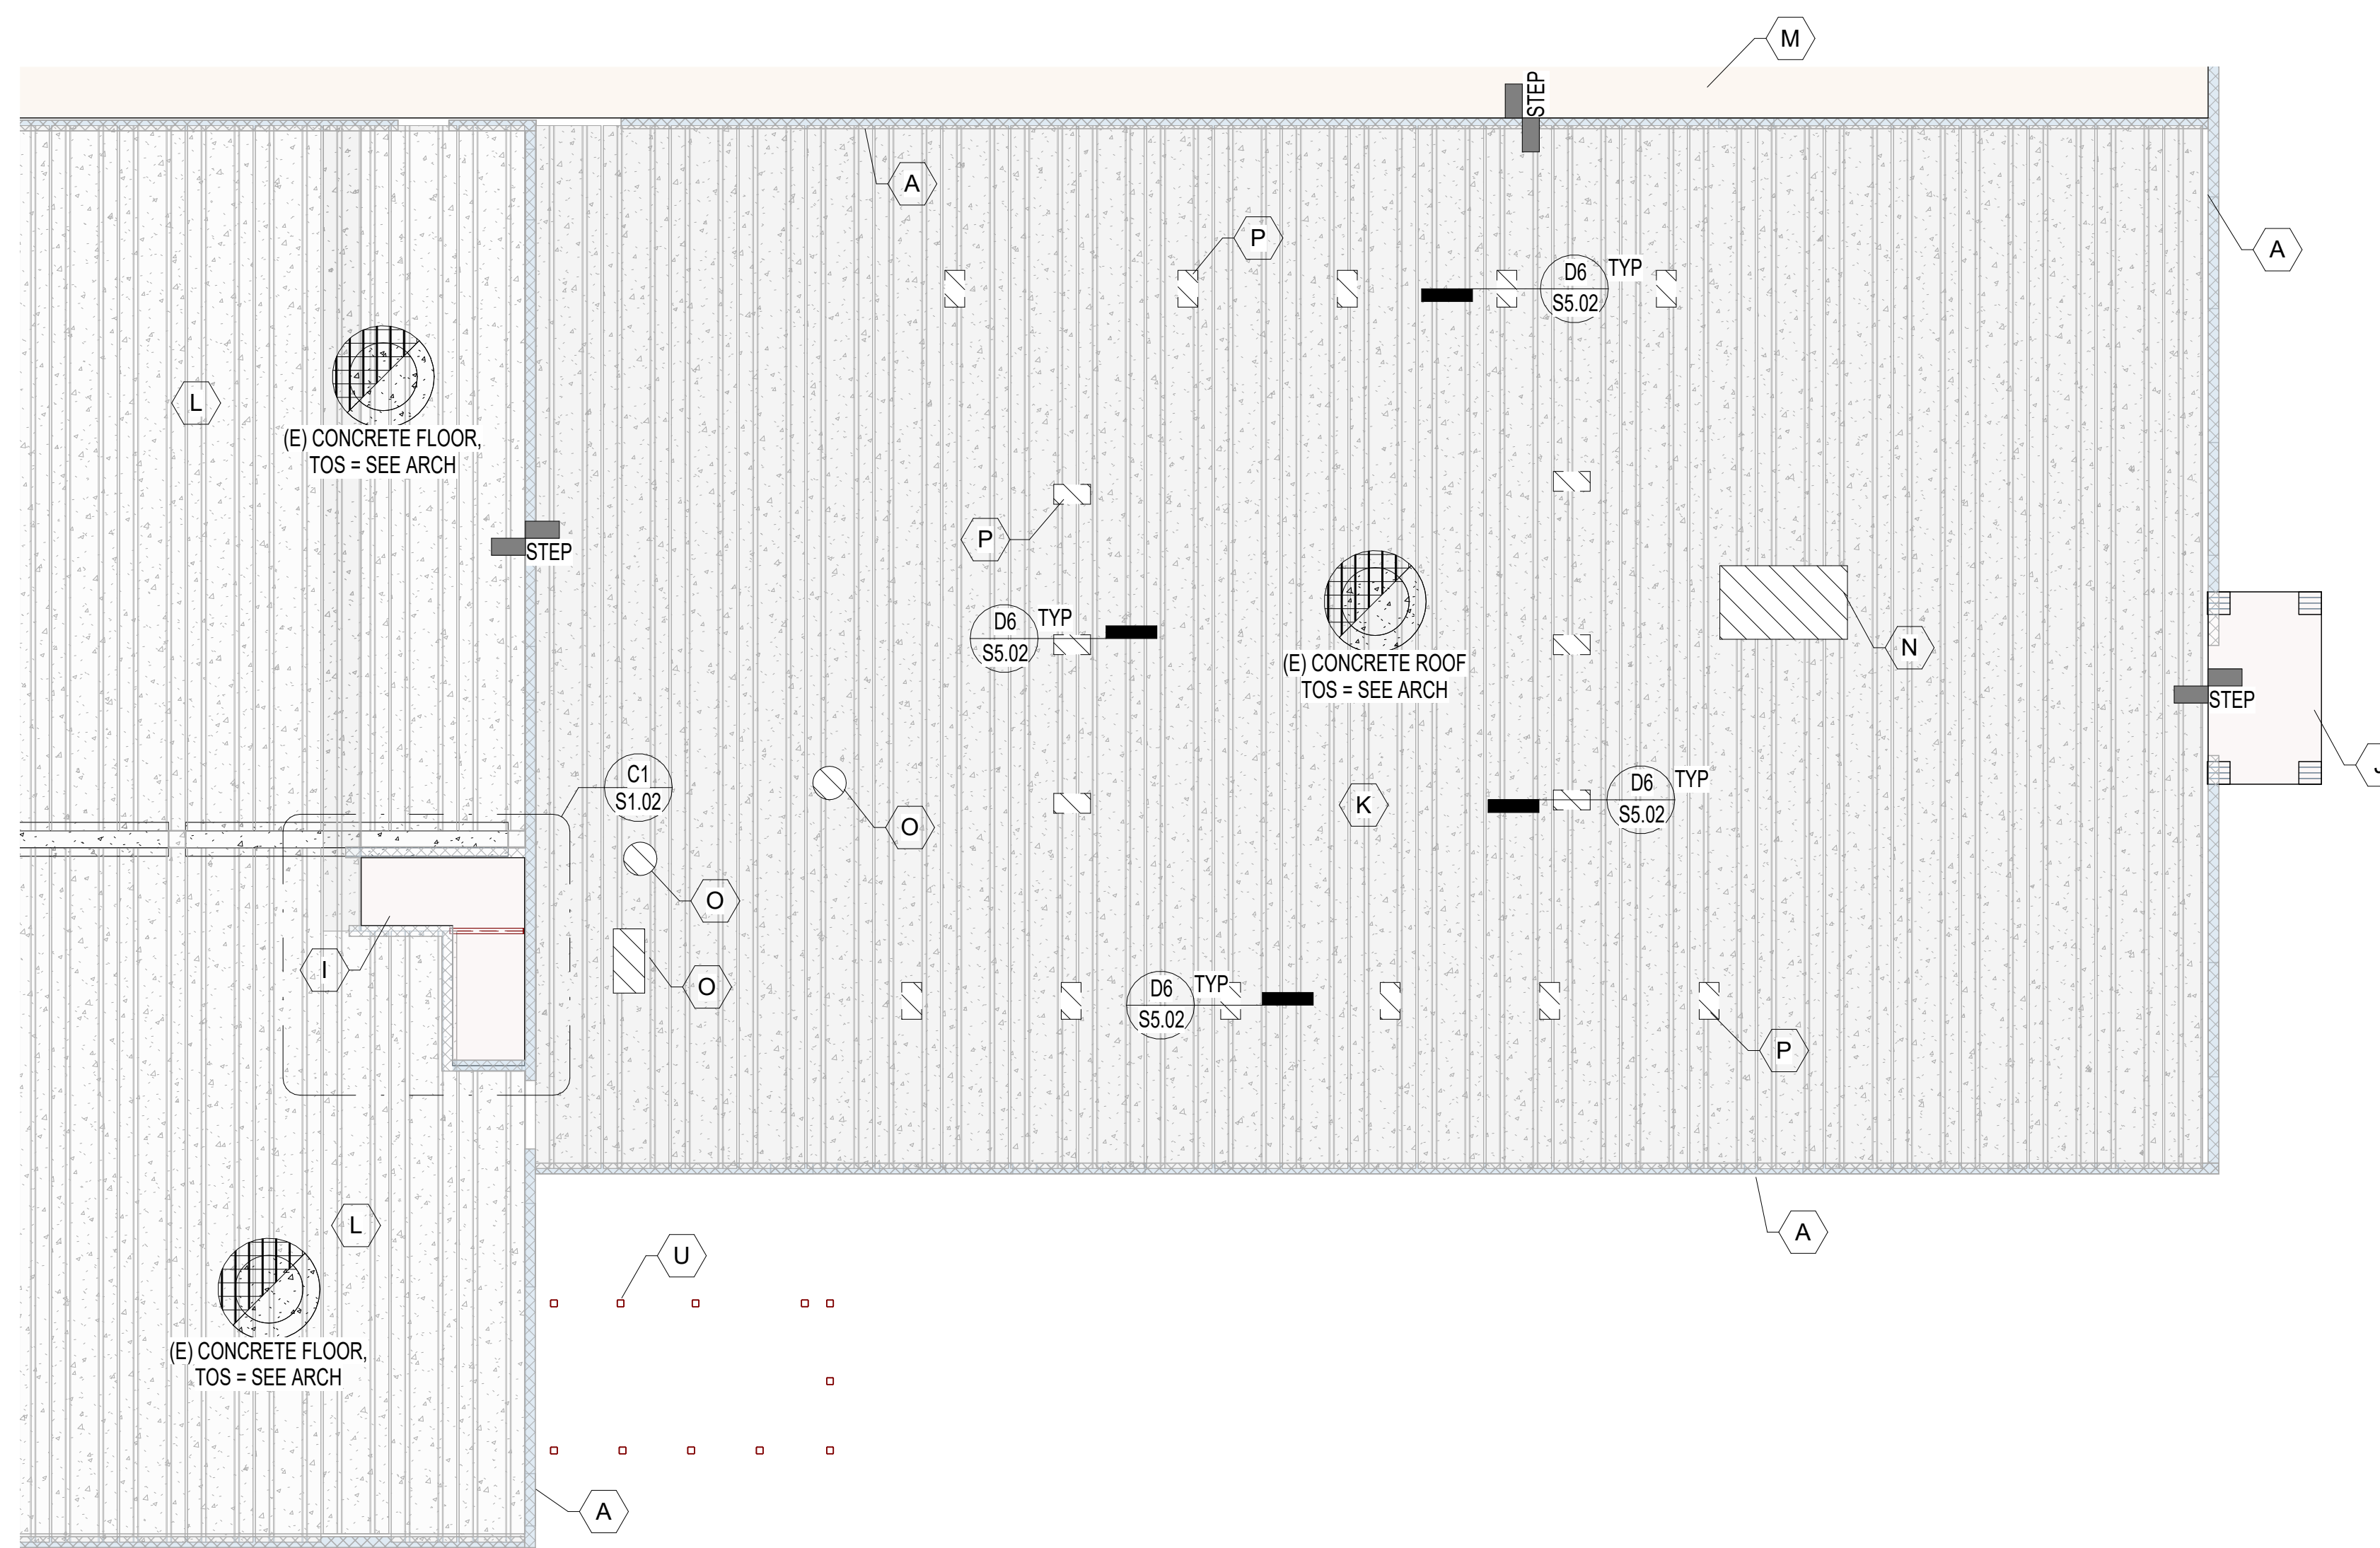 M
STEP
A
P
A
D6
TYP
S5.02
L
(E) CONCRETE FLOOR,
TOS = SEE ARCH
P
STEP
D6
TYP
S5.02
(E) CONCRETE ROOF
TOS = SEE ARCH
N
STEP
C1
S1.02
O
K
D6
TYP
S5.02
O
I
O
D6
TYP
S5.02
P
L
U
A
(E) CONCRETE FLOOR,
TOS = SEE ARCH
A